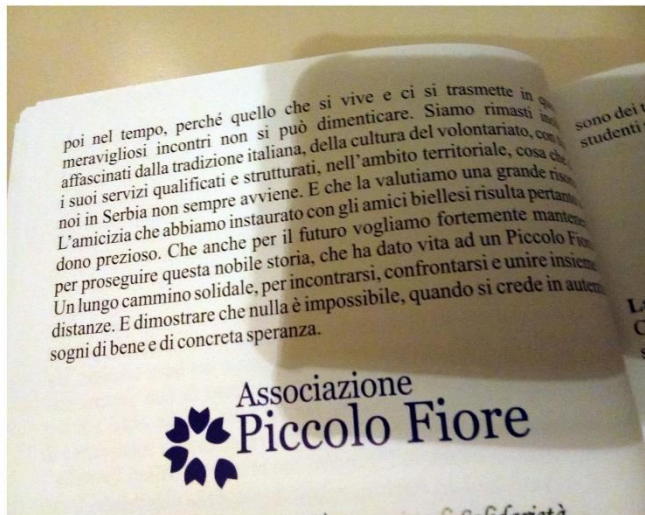 poi nel tempo, perché quello che si vive e ci si trasmette in
meravigliosi incontri non si può dimenticare. Siamo rimasti
affascinati dalla tradizione italiana, della cultura del volontariato, con
i suoi servizi qualificati e strutturati, nell'ambito territoriale, cosa che
noi in Serbia non sempre avviene. E che la valutiamo una grande
L'amicizia che abbiamo instaurato con gli amici biellesi risulta pertanto
dono prezioso. Che anche per il futuro vogliamo fortemente
per proseguire questa nobile storia, che ha dato vita ad un Piccolo
Un lungo cammino solidale, per incontrarsi, confrontarsi e unire insieme
distanze. E dimostrare che nulla è impossibile, quando si crede in
sogni di bene e di concreta speranza.
Associazione
Piccolo Fiore
sono dei
studenti